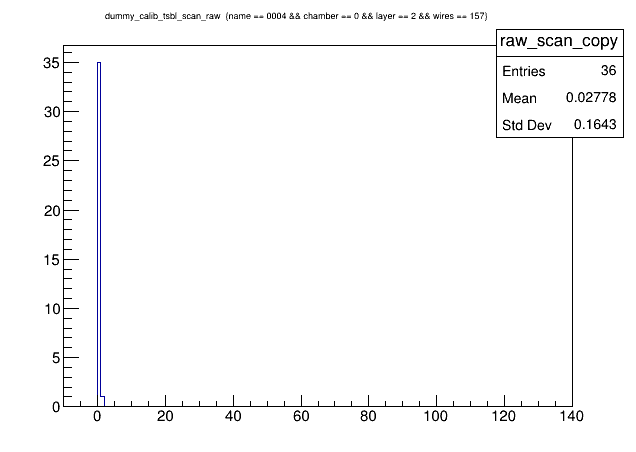 dummy_calib_tsbl_scan_raw (name == 0004 && chamber == 0 && layer == 2 && wires == 157)
raw_scan_copy
Entries 36
Mean 0.02778
Std Dev 0.1643
35
30
25
20
15
10
5
0
0 20 40 60 80 100 120 140